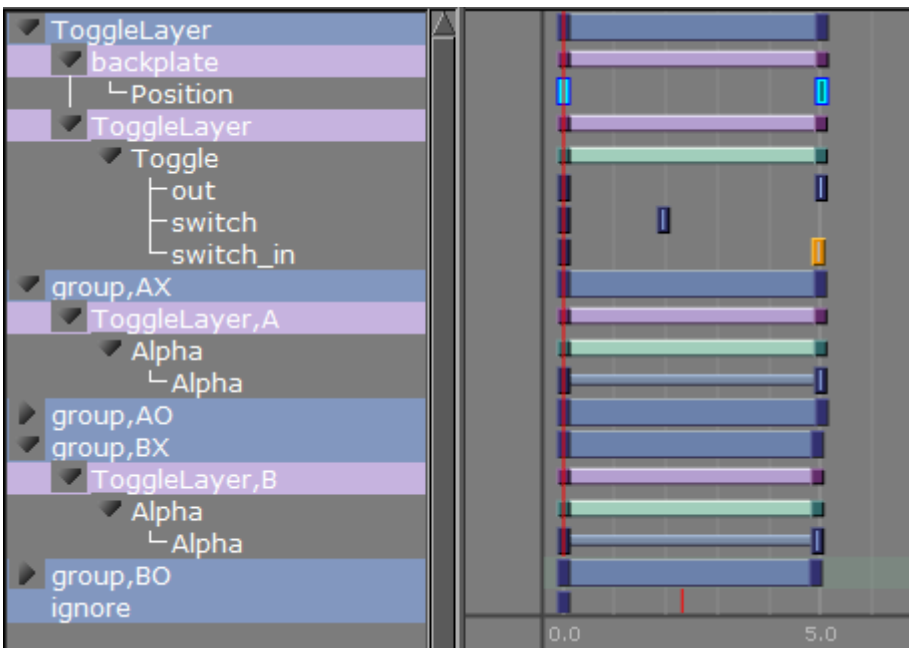 ToggleLayer
backplate
Position
ToggleLayer
Toggle
out
switch
switch_in
group,AX
ToggleLayer,A
Alpha
Alpha
group,AO
group,BX
ToggleLayer,B
Alpha
Alpha
group,BO
ignore
0.0 5.0